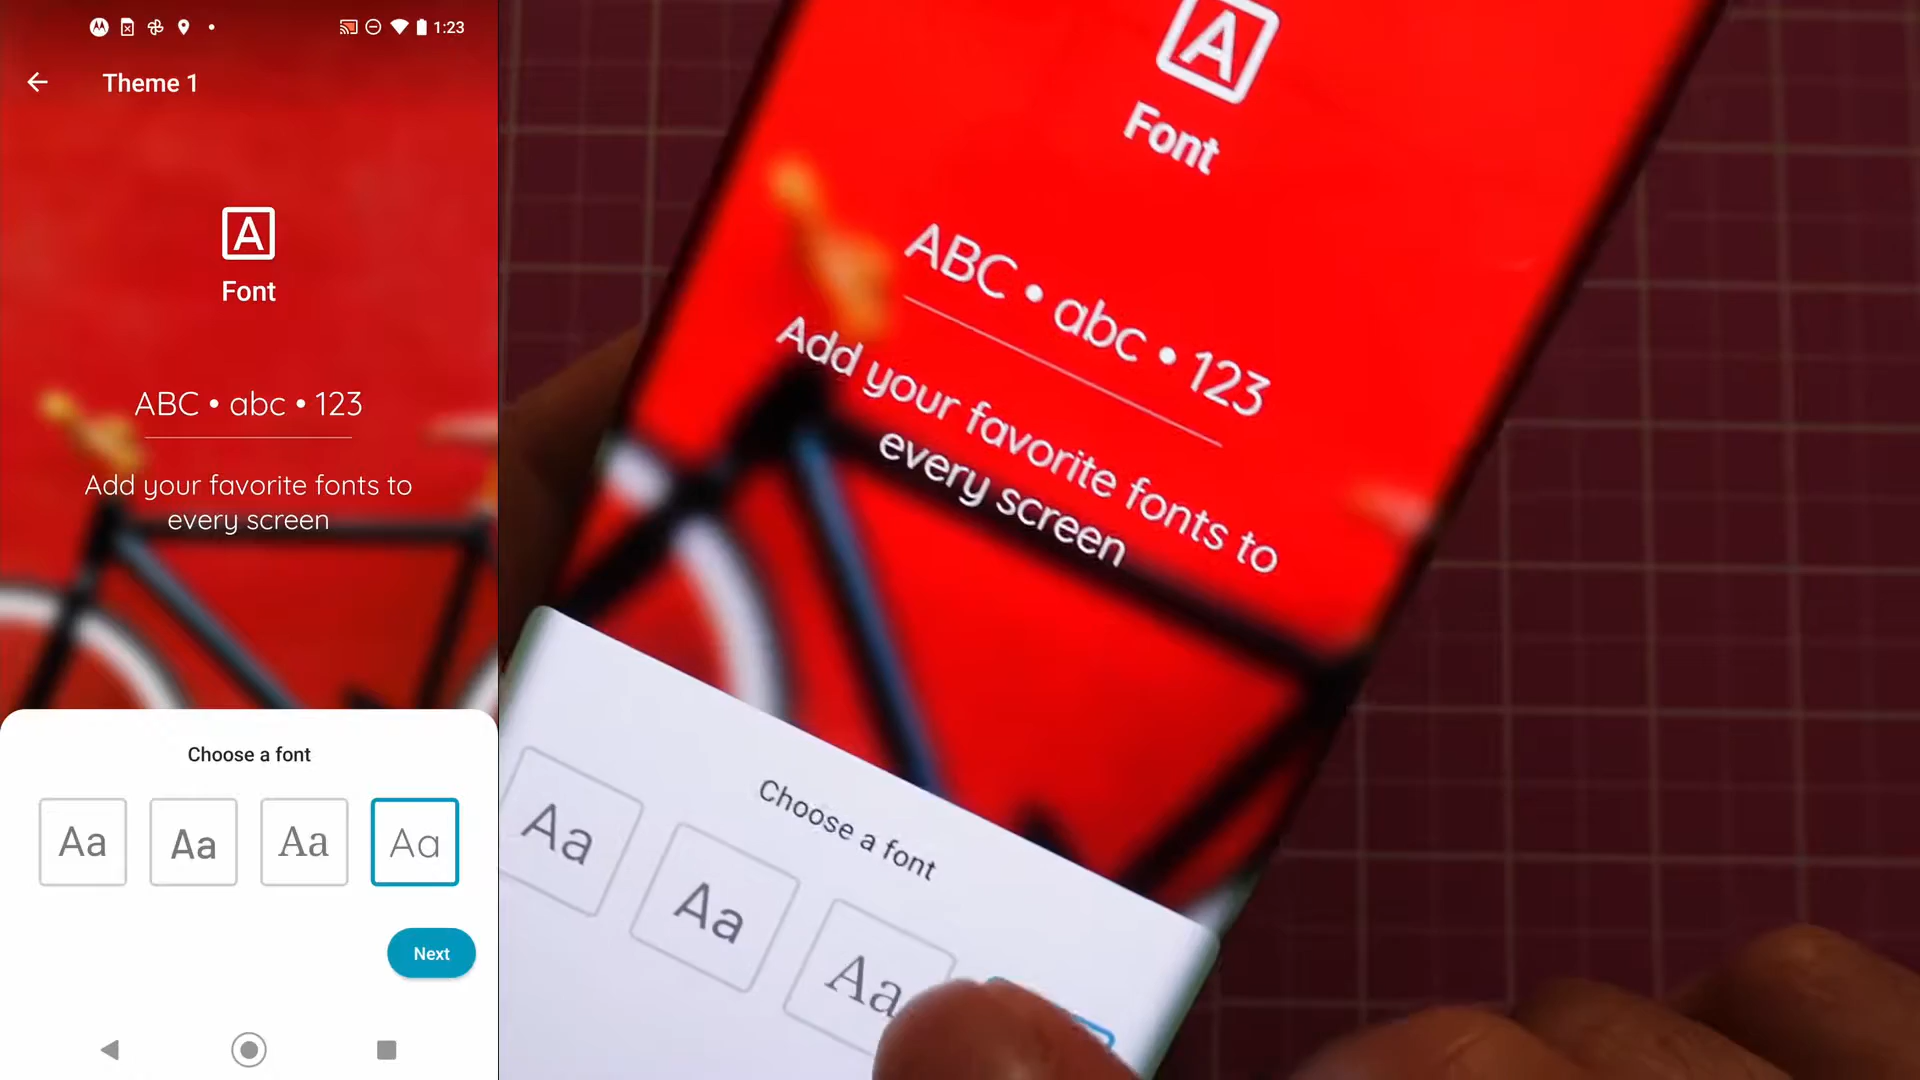 1:23
Theme 1
A
Font
ABC • abc • 123
Add your favorite fonts to
every screen
Choose a font
Aa
Aa
Aa
Aa
Next
A
Font
ABC • abc • 123
Add your favorite fonts to
every screen
Choose a font
Aa
Aa
Aa